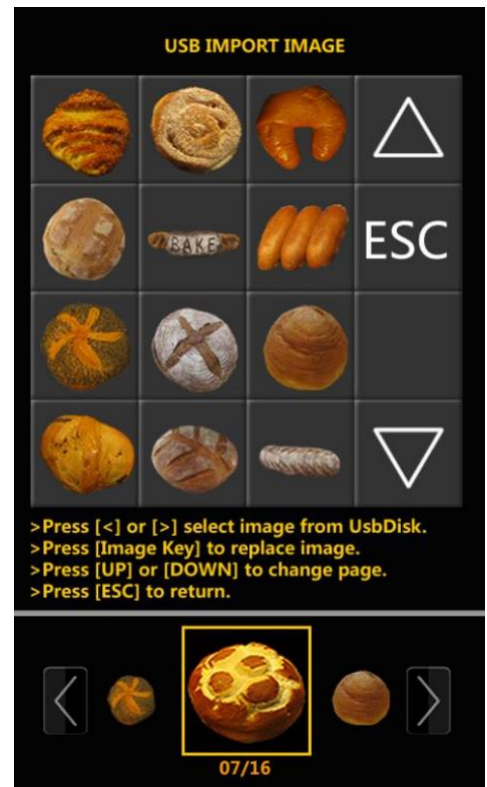 USB IMPORT IMAGE
ESC
BAKE
>Press [<] or [>] select image from UsbDisk.
>Press [Image Key] to replace image.
>Press [UP] or [DOWN] to change page.
>Press [ESC] to return.
07/16